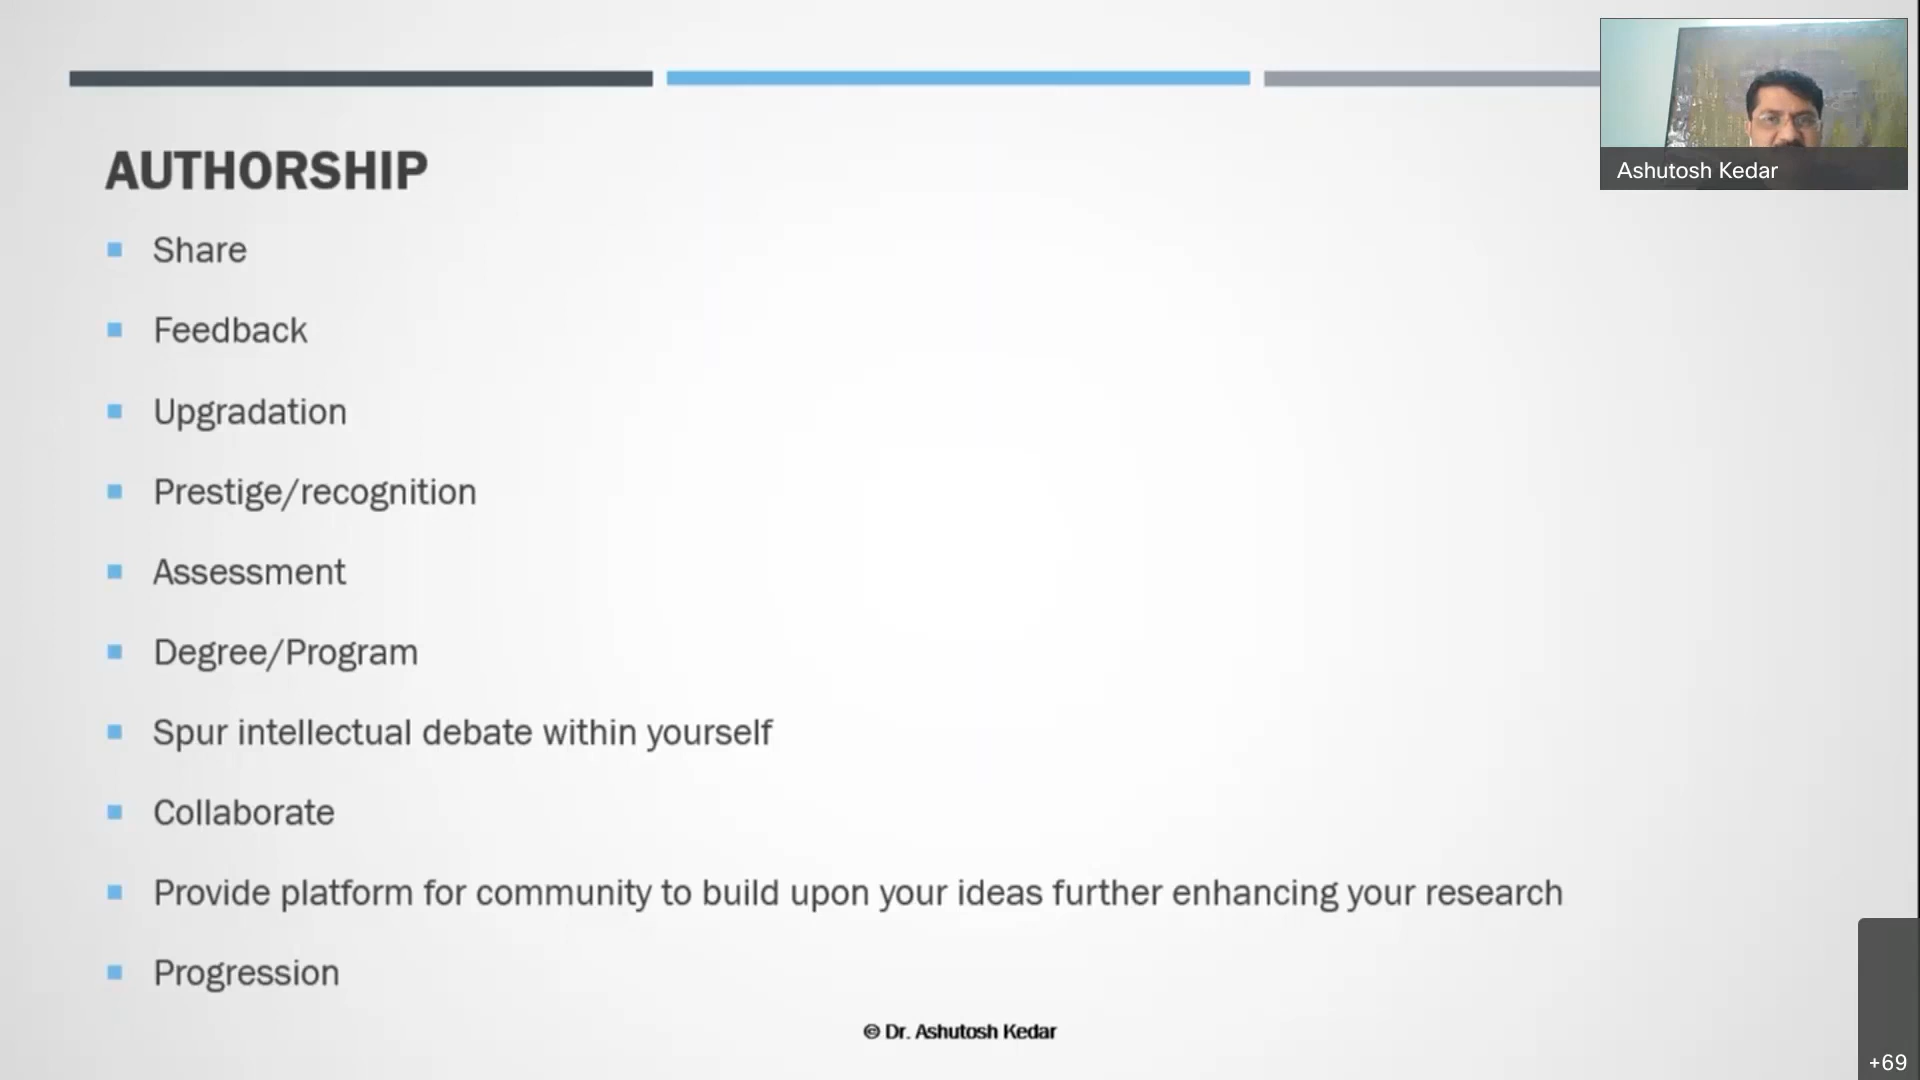 AUTHORSHIP
Share
Feedback
Upgradation
Prestige/recognition
Assessment
Degree/Program
Spur intellectual debate within yourself
Collaborate
Provide platform for community to build upon your ideas further enhancing your research
Progression
© Dr. Ashutosh Kedar
Ashutosh Kedar
+69